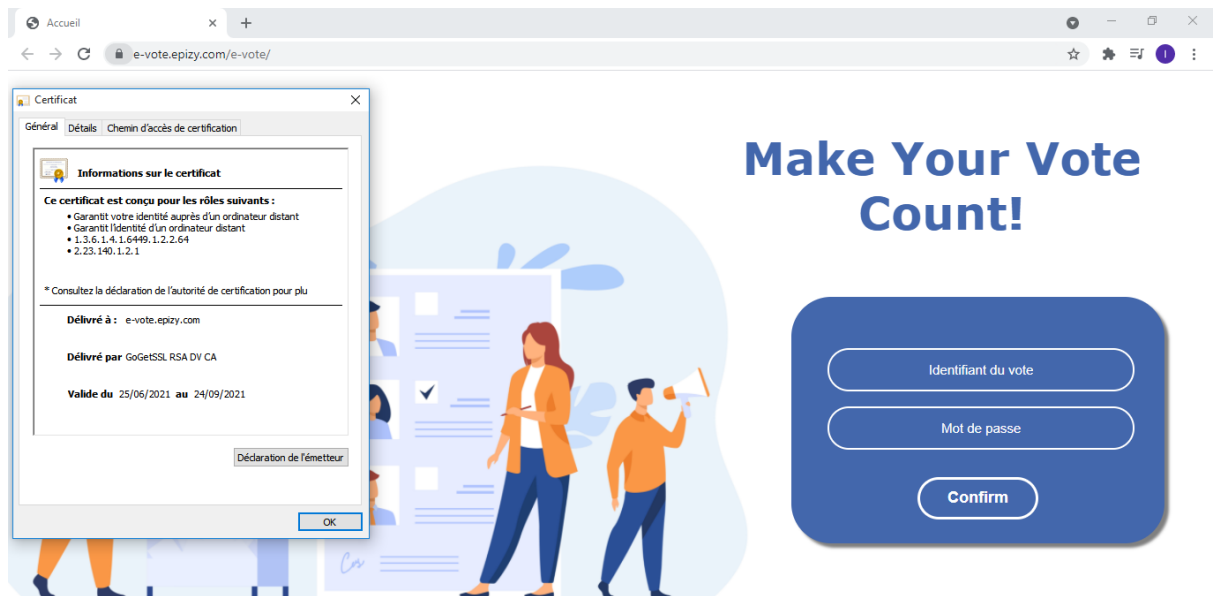 Accueil
e-vote.epizy.com/e-vote/
I
Certificat
Général Détails Chemin d'accès de certification
Informations sur le certificat
Ce certificat est conçu pour les rôles suivants :
• Garantit votre identité auprès d'un ordinateur distant
• Garantit l'identité d'un ordinateur distant
• 1.3.6.1.4.1.6449.1.2.2.64
• 2.23.140.1.2.1
* Consultez la déclaration de l'autorité de certification pour plu
Délivré à : e-vote.epizy.com
Délivré par GoGetSSL RSA DV CA
Valide du 25/06/2021 au 24/09/2021
Déclaration de l'émetteur
OK
Make Your Vote
Count!
Identifiant du vote
Mot de passe
Confirm